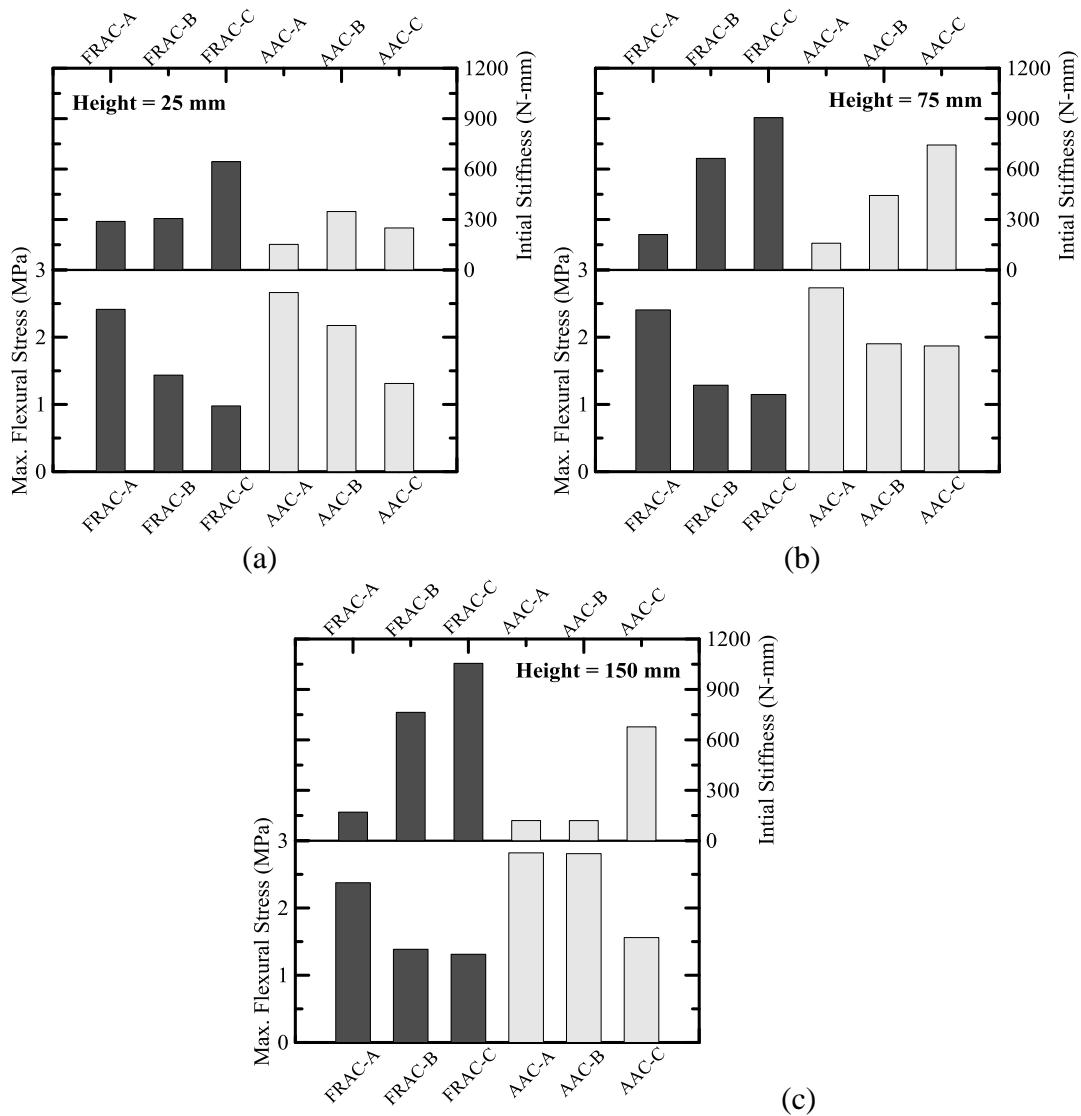 FRAC-A FRAC-B FRAC-C AAC-A AAC-B AAC-C
Height = 25 mm
1200
900
600
300
0
Intial Stiffness (N-mm)
3
2
1
0
Max. Flexural Stress (MPa)
FRAC-A FRAC-B FRAC-C AAC-A AAC-B AAC-C
(a)
FRAC-A FRAC-B FRAC-C AAC-A AAC-B AAC-C
Height = 75 mm
1200
900
600
300
0
Intial Stiffness (N-mm)
3
2
1
0
Max. Flexural Stress (MPa)
FRAC-A FRAC-B FRAC-C AAC-A AAC-B AAC-C
(b)
FRAC-A FRAC-B FRAC-C AAC-A AAC-B AAC-C
Height = 150 mm
1200
900
600
300
0
Intial Stiffness (N-mm)
3
2
1
0
Max. Flexural Stress (MPa)
FRAC-A FRAC-B FRAC-C AAC-A AAC-B AAC-C
(c)